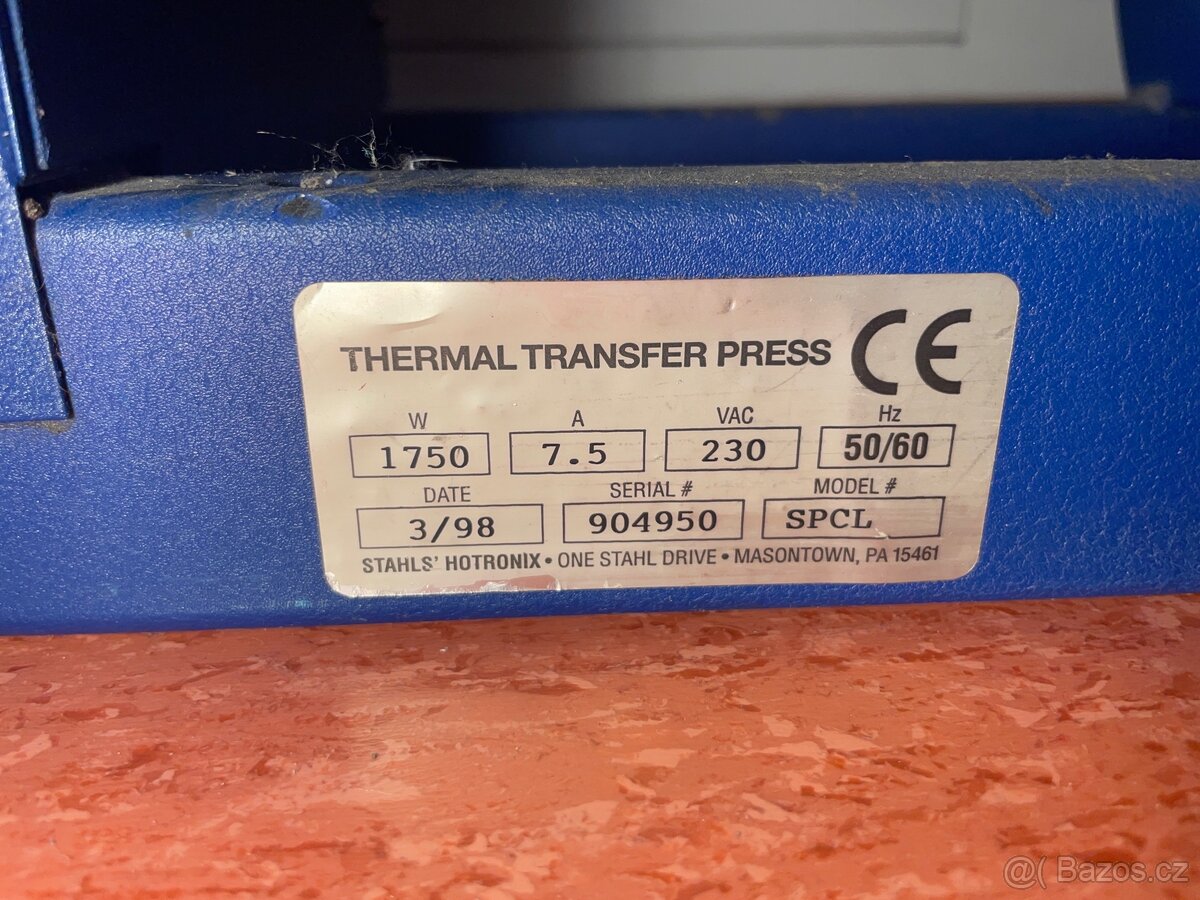 THERMAL TRANSFER PRESS CE
W A VAC Hz
1750 7.5 230 50/60
DATE SERIAL # MODEL #
3/98 904950 SPCL
STAHLS' HOTRONIX • ONE STAHL DRIVE • MASONTOWN, PA 15461
@( Bazos.cz